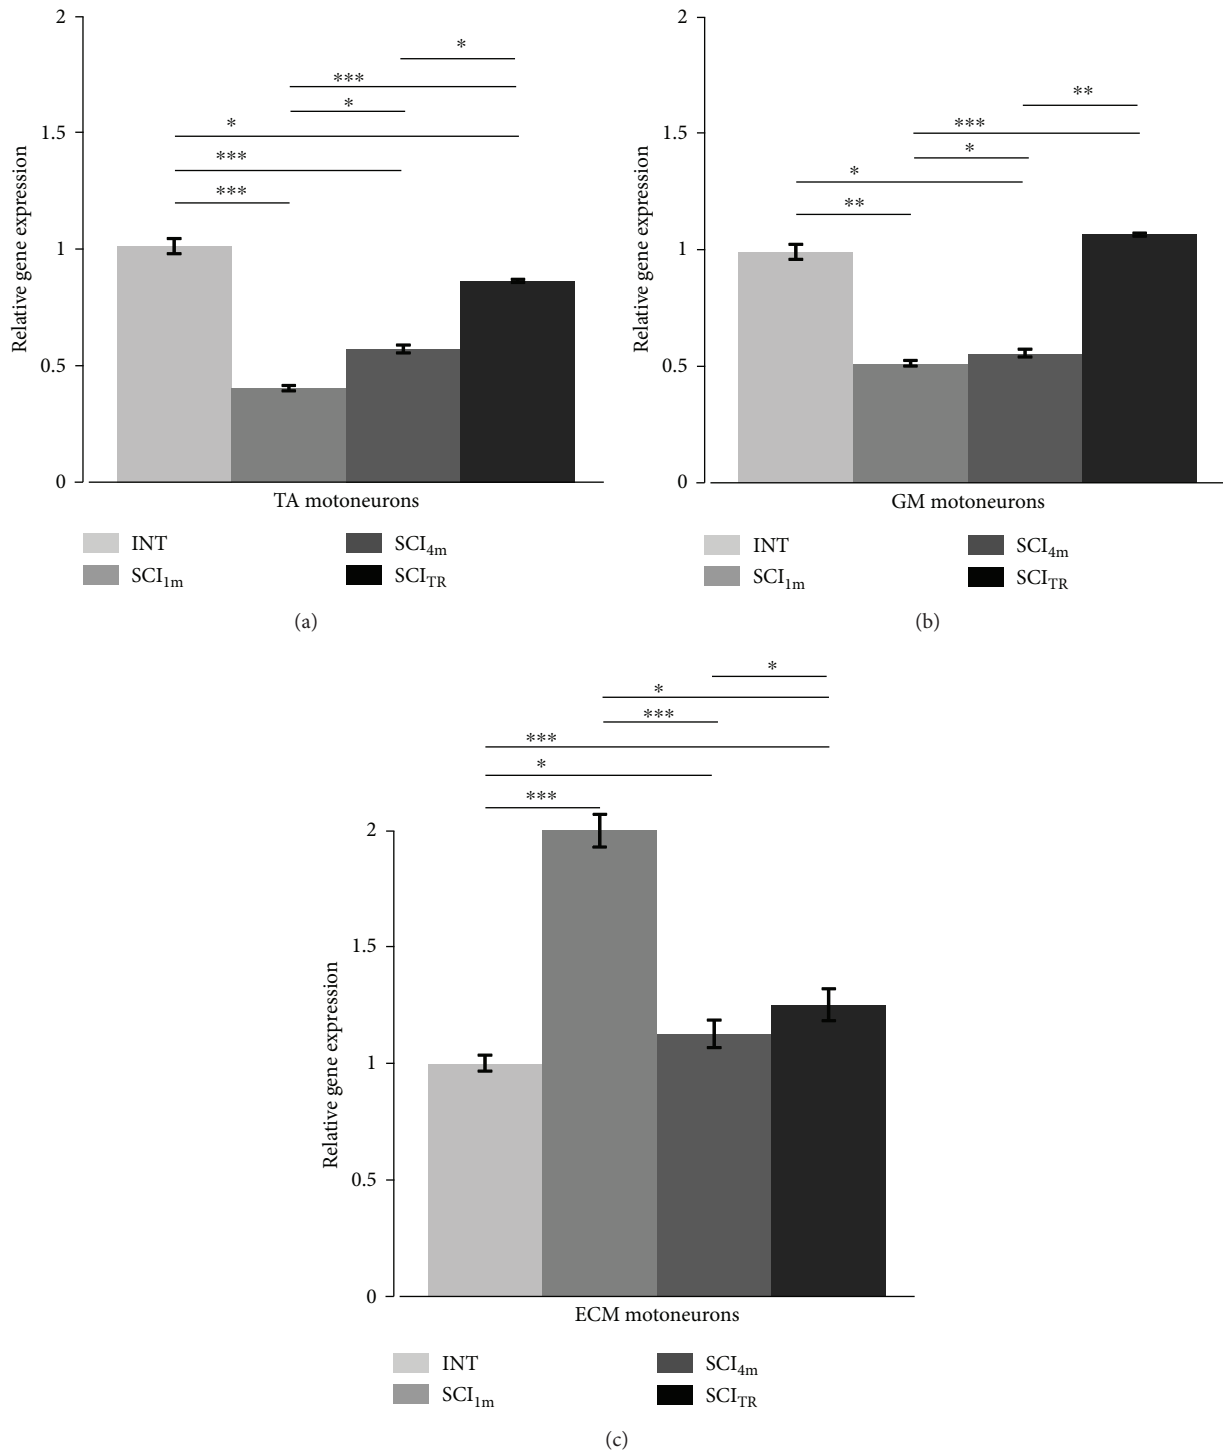 2
1.5
1
0.5
0
Relative gene expression
*
***
*
*
***
***
TA motoneurons
INT
SCI4m
SCI1m
SCITR
(a)
2
1.5
1
0.5
0
Relative gene expression
**
***
*
*
**
GM motoneurons
INT
SCI4m
SCI1m
SCITR
(b)
*
*
***
***
*
***
2
1.5
1
0.5
0
Relative gene expression
ECM motoneurons
INT
SCI4m
SCI1m
SCITR
(c)